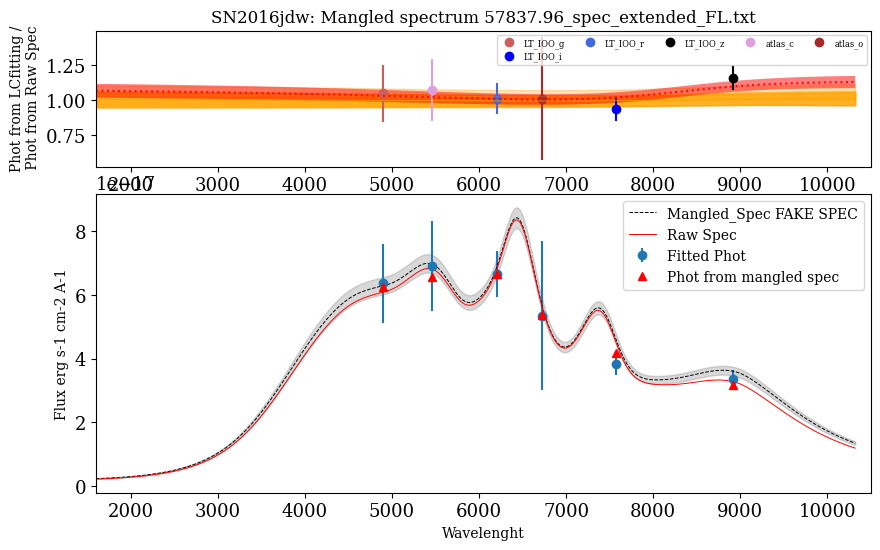 SN2016jdw: Mangled spectrum 57837.96_spec_extended_FL.txt
Phot from LCfitting /
Phot from Raw Spec
1.25
1.00
0.75
LT_IOO_g LT_IOO_r LT_IOO_z atlas_c atlas_o
LT_IOO_i
2000 3000 4000 5000 6000 7000 8000 9000 10000
1e−17
Flux erg s-1 cm-2 A-1
8
6
4
2
0
Mangled_Spec FAKE SPEC
Raw Spec
Fitted Phot
Phot from mangled spec
2000 3000 4000 5000 6000 7000 8000 9000 10000
Wavelenght